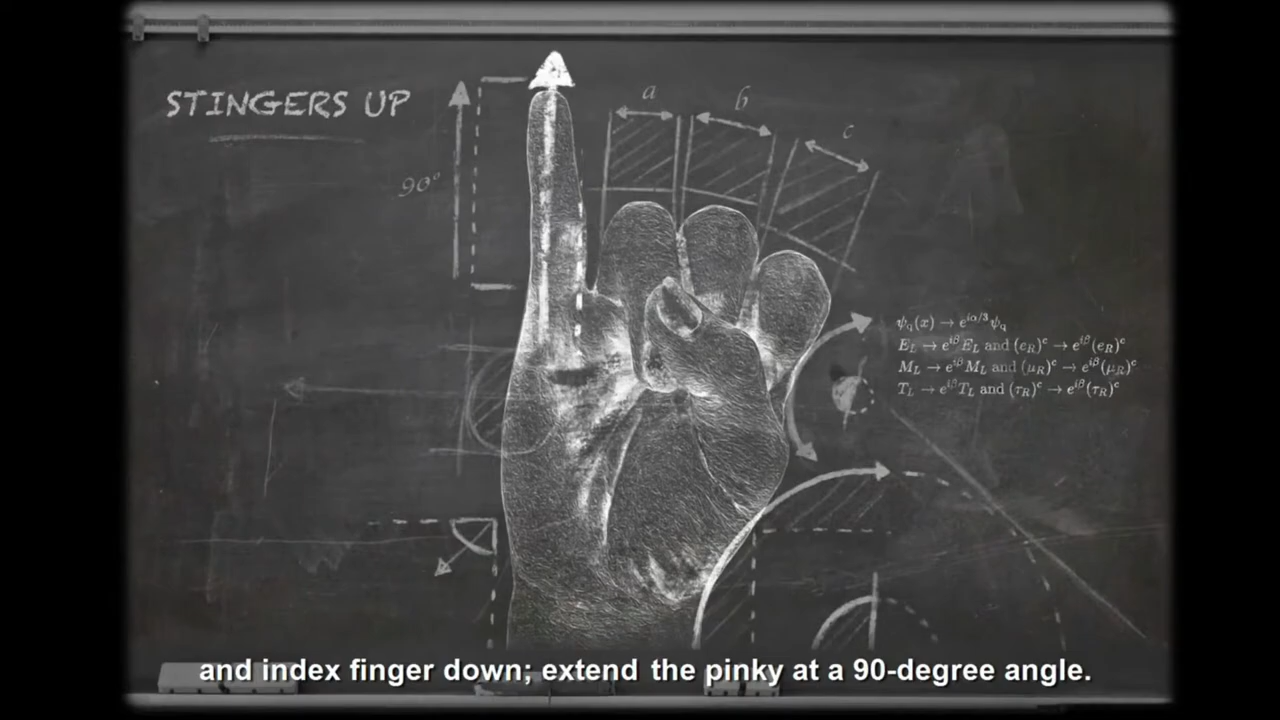 STINGERS UP
90°
a
b
c
ψq(x) → e^{iα/3}ψq
E_L → e^{iβ}E_L and (e_R)^c → e^{iβ}(e_R)^c
M_L → e^{iβ}M_L and (μ_R)^c → e^{iβ}(μ_R)^c
T_L → e^{iβ}T_L and (τ_R)^c → e^{iβ}(τ_R)^c
and index finger down; extend the pinky at a 90-degree angle.